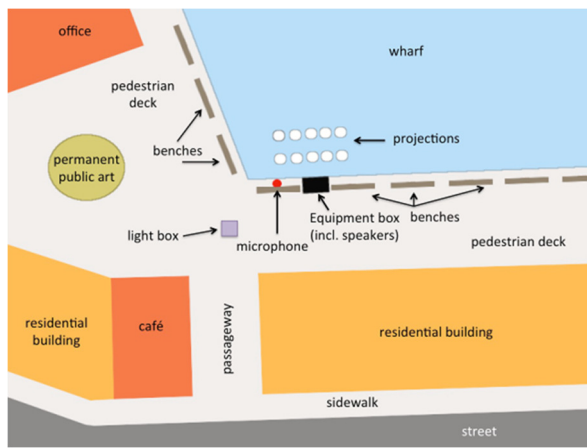 office
wharf
pedestrian
deck
benches
projections
permanent
public art
light box
microphone
Equipment box
(incl. speakers)
benches
pedestrian deck
residential
building
café
passageway
residential building
sidewalk
street